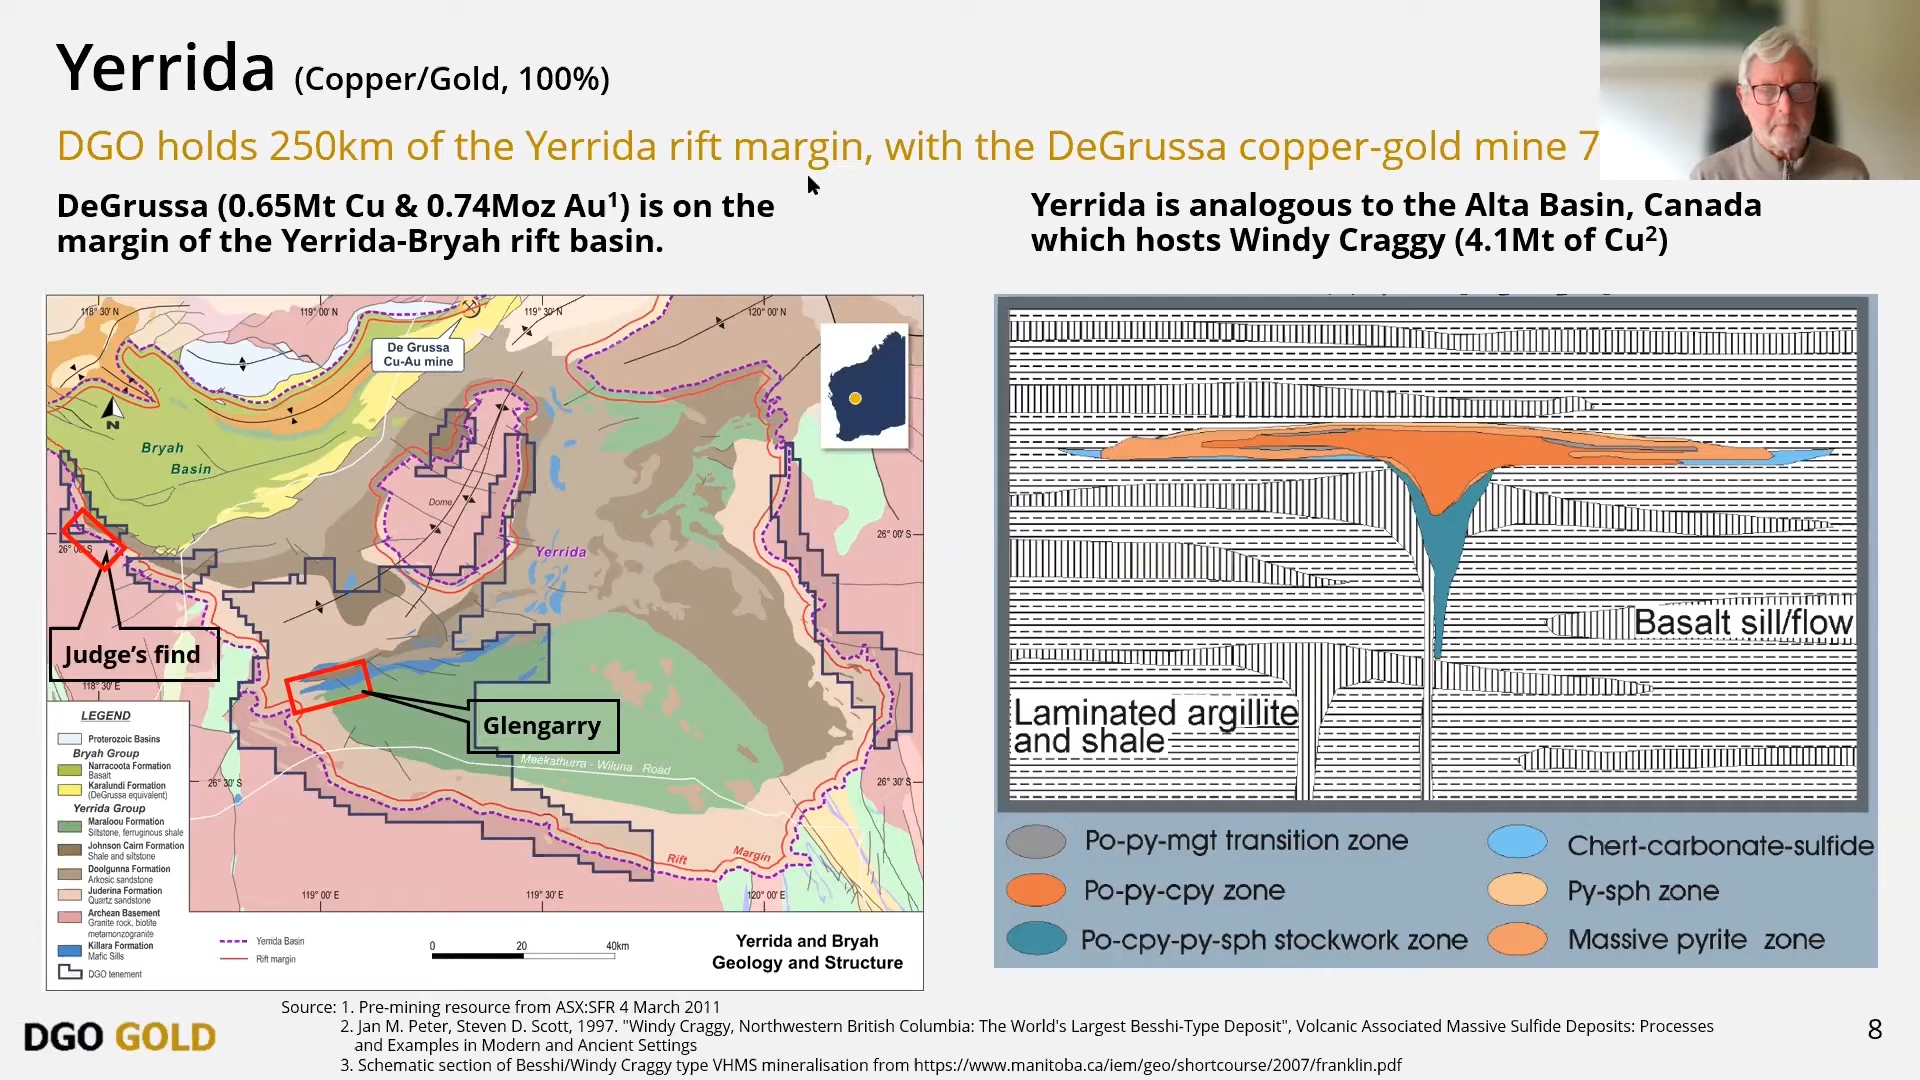 Yerrida (Copper/Gold, 100%)
DGO holds 250km of the Yerrida rift margin, with the DeGrussa copper-gold mine 7
DeGrussa (0.65Mt Cu & 0.74Moz Au¹) is on the
margin of the Yerrida-Bryah rift basin.
118° 30' N
119° 00' N
119° 30' N
120° 00' N
De Grussa
Cu-Au mine
N
Bryah
Basin
Dome
26° 00' S
26° 00' S
Yerrida
Judge's find
118° 30' E
Glengarry
Meekathurra - Wiluna Road
26° 30' S
26° 30' S
Rift Margin
119° 00' E
119° 30' E
120° 00' E
LEGEND
Proterozoic Basins
Bryah Group
Narracoota Formation
Basalt
Karalundi Formation
(DeGrussa equivalent)
Yerrida Group
Maraloou Formation
Siltstone, ferruginous shale
Johnson Cairn Formation
Shale and siltstone
Doolgunna Formation
Arkosic sandstone
Juderina Formation
Quartz sandstone
Archean Basement
Granite rock, biotite
metamonzogranite
Killara Formation
Mafic Sills
DGO tenement
Yerrida Basin
Rift margin
0 20 40km
Yerrida and Bryah
Geology and Structure
Yerrida is analogous to the Alta Basin, Canada
which hosts Windy Craggy (4.1Mt of Cu²)
Basalt sill/flow
Laminated argillite
and shale
Po-py-mgt transition zone
Chert-carbonate-sulfide
Po-py-cpy zone
Py-sph zone
Po-cpy-py-sph stockwork zone
Massive pyrite zone
Source: 1. Pre-mining resource from ASX:SFR 4 March 2011
2. Jan M. Peter, Steven D. Scott, 1997. "Windy Craggy, Northwestern British Columbia: The World's Largest Besshi-Type Deposit", Volcanic Associated Massive Sulfide Deposits: Processes
and Examples in Modern and Ancient Settings
3. Schematic section of Besshi/Windy Craggy type VHMS mineralisation from https://www.manitoba.ca/iem/geo/shortcourse/2007/franklin.pdf
DGO GOLD
8